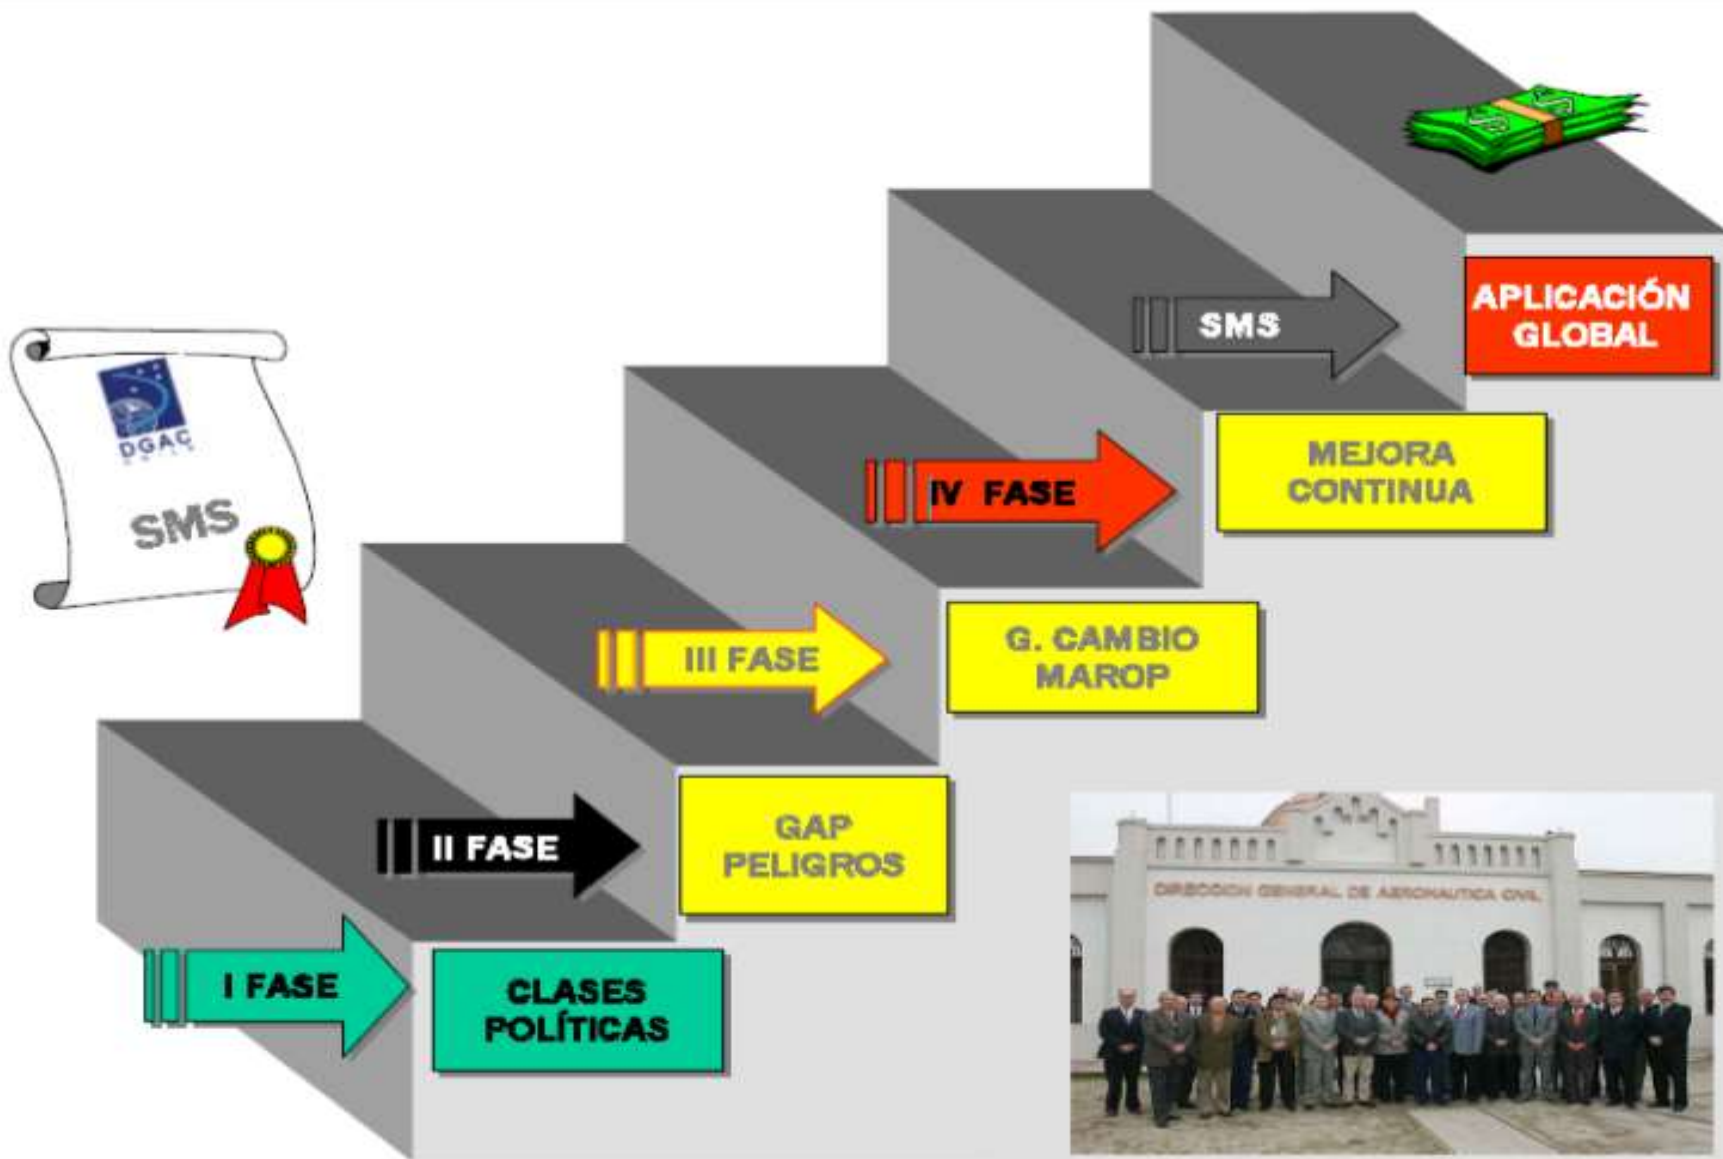 APLICACIÓN
GLOBAL
SMS
MEJORA
CONTINUA
IV FASE
G. CAMBIO
MAROP
III FASE
GAP
PELIGROS
II FASE
CLASES
POLÍTICAS
I FASE
DGAC
CHILE
SMS
DIRECCION GENERAL DE AERONAUTICA CIVIL